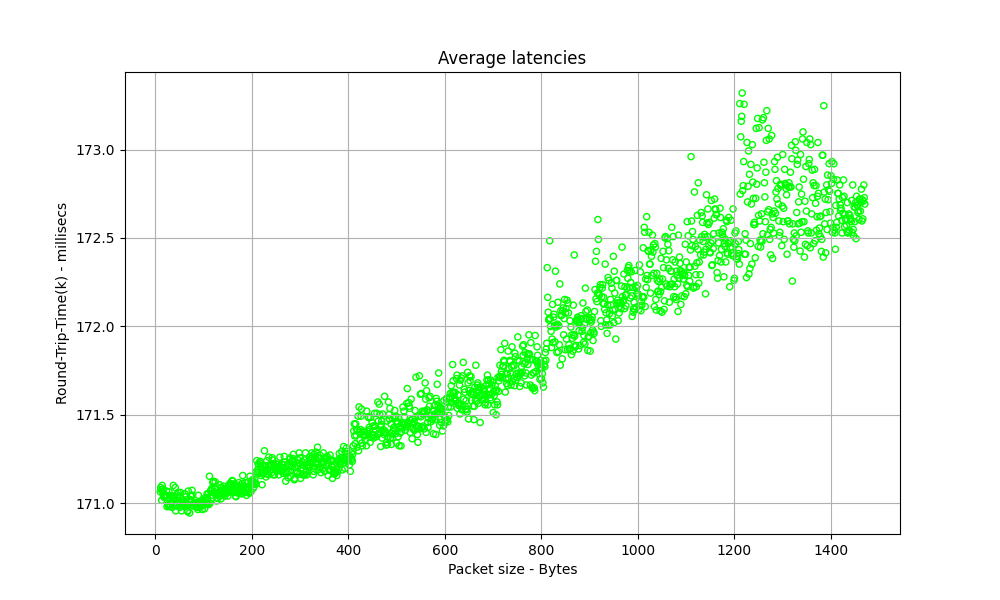 Average latencies
Round-Trip-Time(k) - millisecs
173.0
172.5
172.0
171.5
171.0
0 200 400 600 800 1000 1200 1400
Packet size - Bytes